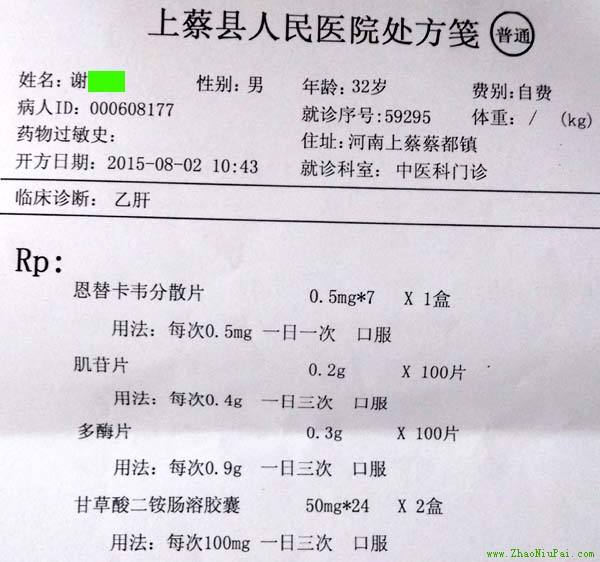 上蔡县人民医院处方笺 普通
姓名: 谢 性别: 男 年龄: 32岁 费别: 自费
病人ID: 000608177 就诊序号:59295 体重: / (kg)
药物过敏史: 住址: 河南上蔡蔡都镇
开方日期: 2015-08-02 10:43 就诊科室: 中医科门诊
临床诊断: 乙肝
Rp:
恩替卡韦分散片 0.5mg*7 X 1盒
用法: 每次0.5mg 一日一次 口服
肌苷片 0.2g X 100片
用法: 每次0.4g 一日三次 口服
多酶片 0.3g X 100片
用法: 每次0.9g 一日三次 口服
甘草酸二铵肠溶胶囊 50mg*24 X 2盒
用法: 每次100mg 一日三次 口服
www.ZhaoNiuPai.com